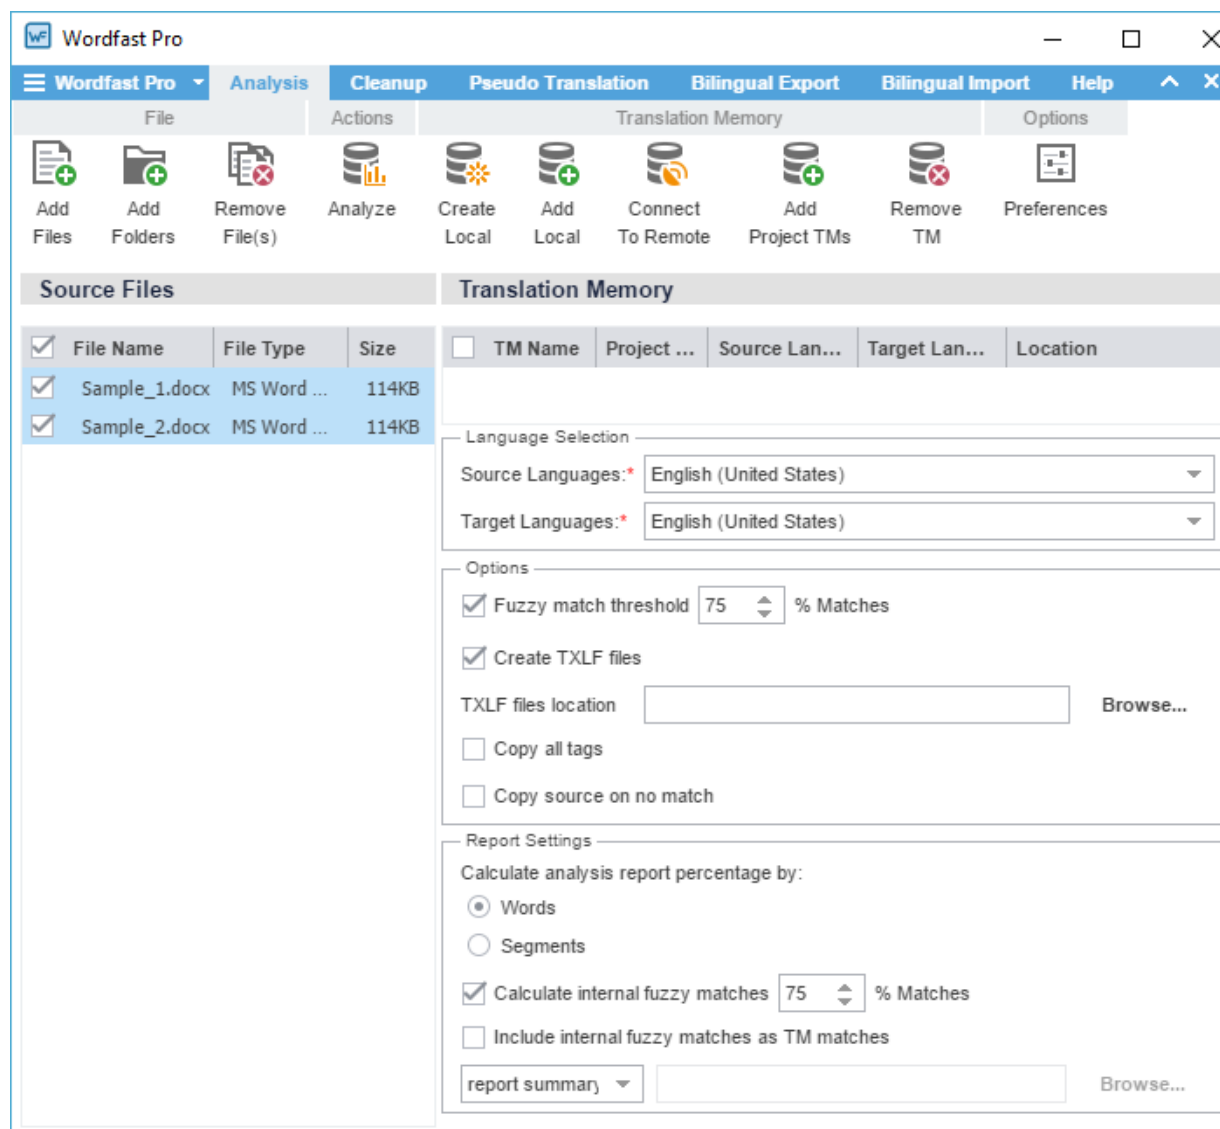 WF Wordfast Pro
Wordfast Pro Analysis Cleanup Pseudo Translation Bilingual Export Bilingual Import Help
File Actions Translation Memory Options
Add Files
Add Folders
Remove File(s)
Analyze
Create Local
Add Local
Connect To Remote
Add Project TMs
Remove TM
Preferences
Source Files
File Name File Type Size
Sample_1.docx MS Word ... 114KB
Sample_2.docx MS Word ... 114KB
Translation Memory
TM Name Project ... Source Lan... Target Lan... Location
Language Selection
Source Languages:* English (United States)
Target Languages:* English (United States)
Options
Fuzzy match threshold 75 % Matches
Create TXLF files
TXLF files location Browse...
Copy all tags
Copy source on no match
Report Settings
Calculate analysis report percentage by:
Words
Segments
Calculate internal fuzzy matches 75 % Matches
Include internal fuzzy matches as TM matches
report summary Browse...